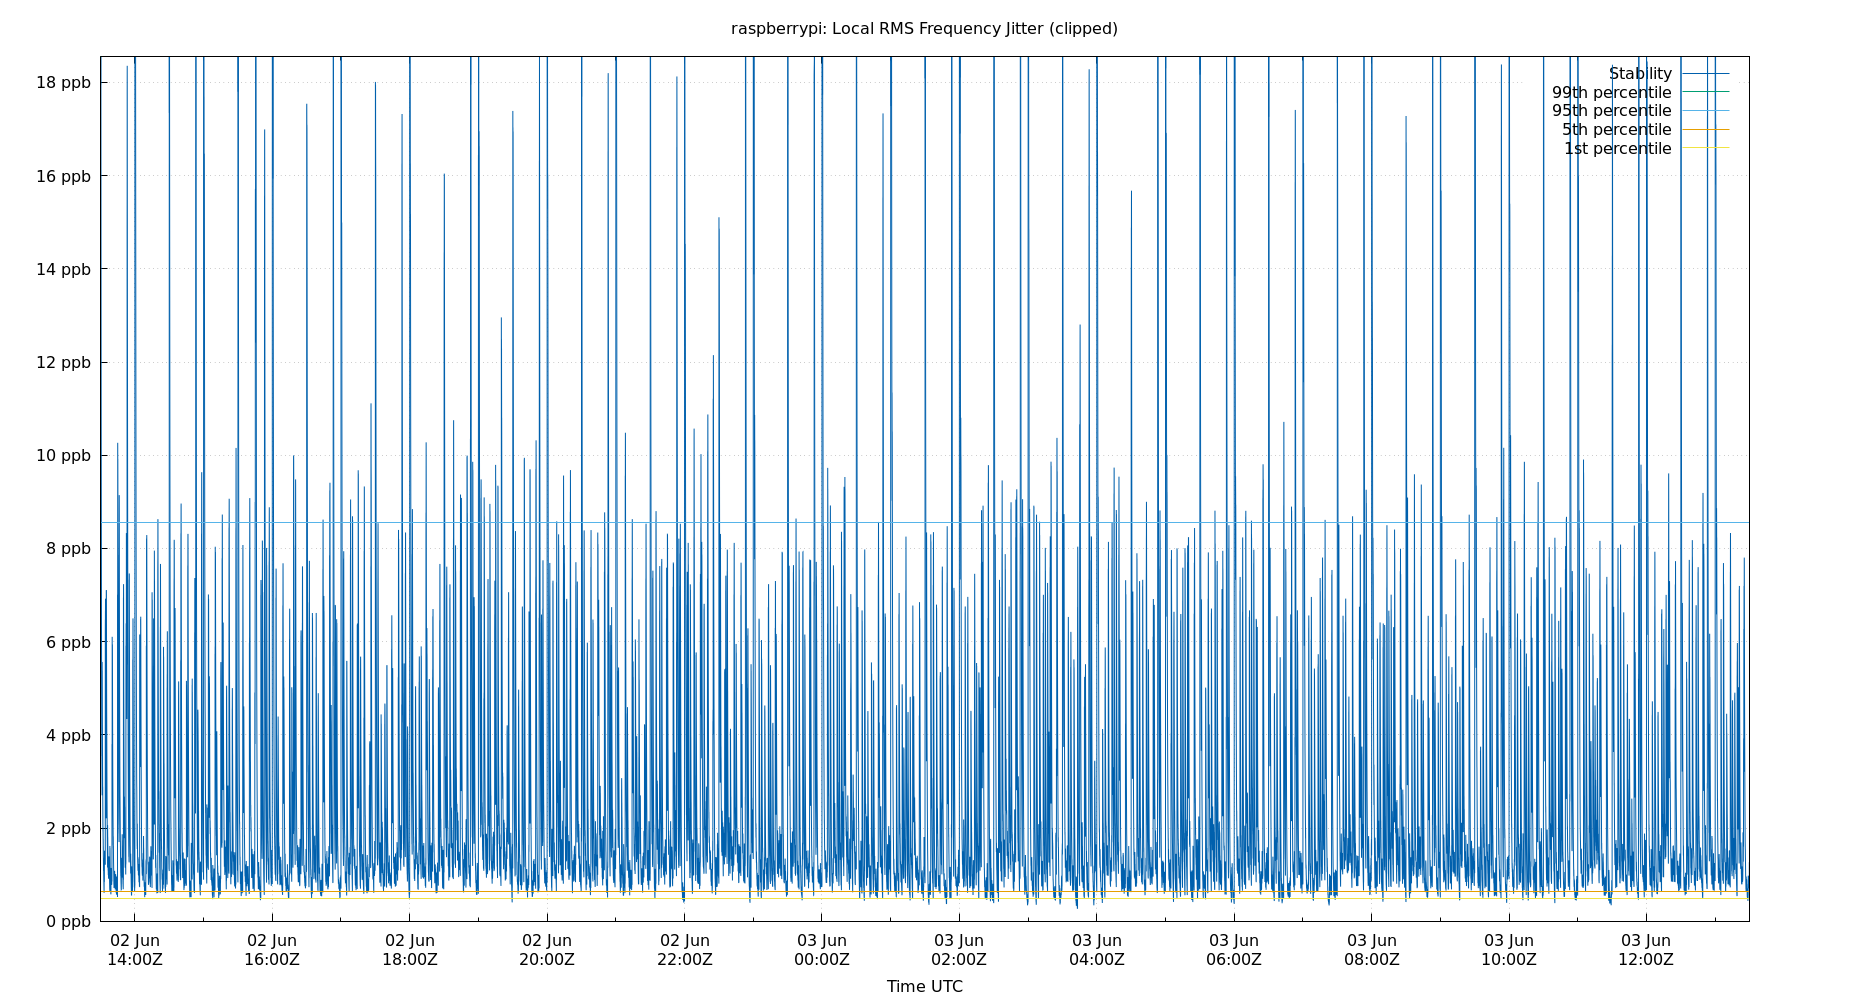 raspberrypi: Local RMS Frequency Jitter (clipped)
18 ppb
16 ppb
14 ppb
12 ppb
10 ppb
8 ppb
6 ppb
4 ppb
2 ppb
0 ppb
Stability
99th percentile
95th percentile
5th percentile
1st percentile
02 Jun 02 Jun 02 Jun 02 Jun 02 Jun 03 Jun 03 Jun 03 Jun 03 Jun 03 Jun 03 Jun 03 Jun
14:00Z 16:00Z 18:00Z 20:00Z 22:00Z 00:00Z 02:00Z 04:00Z 06:00Z 08:00Z 10:00Z 12:00Z
Time UTC